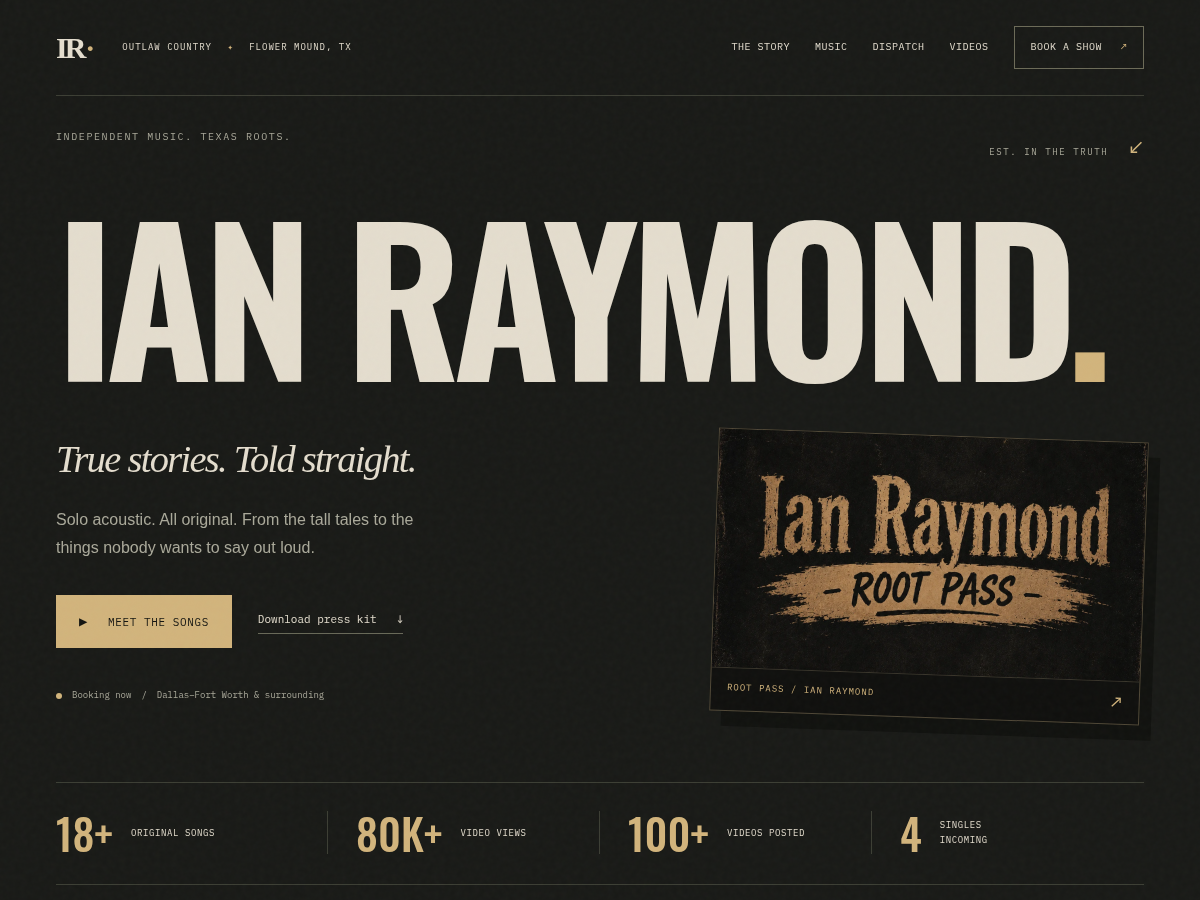 IR•
OUTLAW COUNTRY ✦ FLOWER MOUND, TX
THE STORY MUSIC DISPATCH VIDEOS BOOK A SHOW ↗
INDEPENDENT MUSIC. TEXAS ROOTS.
EST. IN THE TRUTH ↙
IAN RAYMOND.
True stories. Told straight.
Solo acoustic. All original. From the tall tales to the
things nobody wants to say out loud.
▶ MEET THE SONGS
Download press kit ↓
Booking now / Dallas–Fort Worth & surrounding
Ian Raymond
– ROOT PASS –
ROOT PASS / IAN RAYMOND ↗
18+ ORIGINAL SONGS
80K+ VIDEO VIEWS
100+ VIDEOS POSTED
4 SINGLES
INCOMING